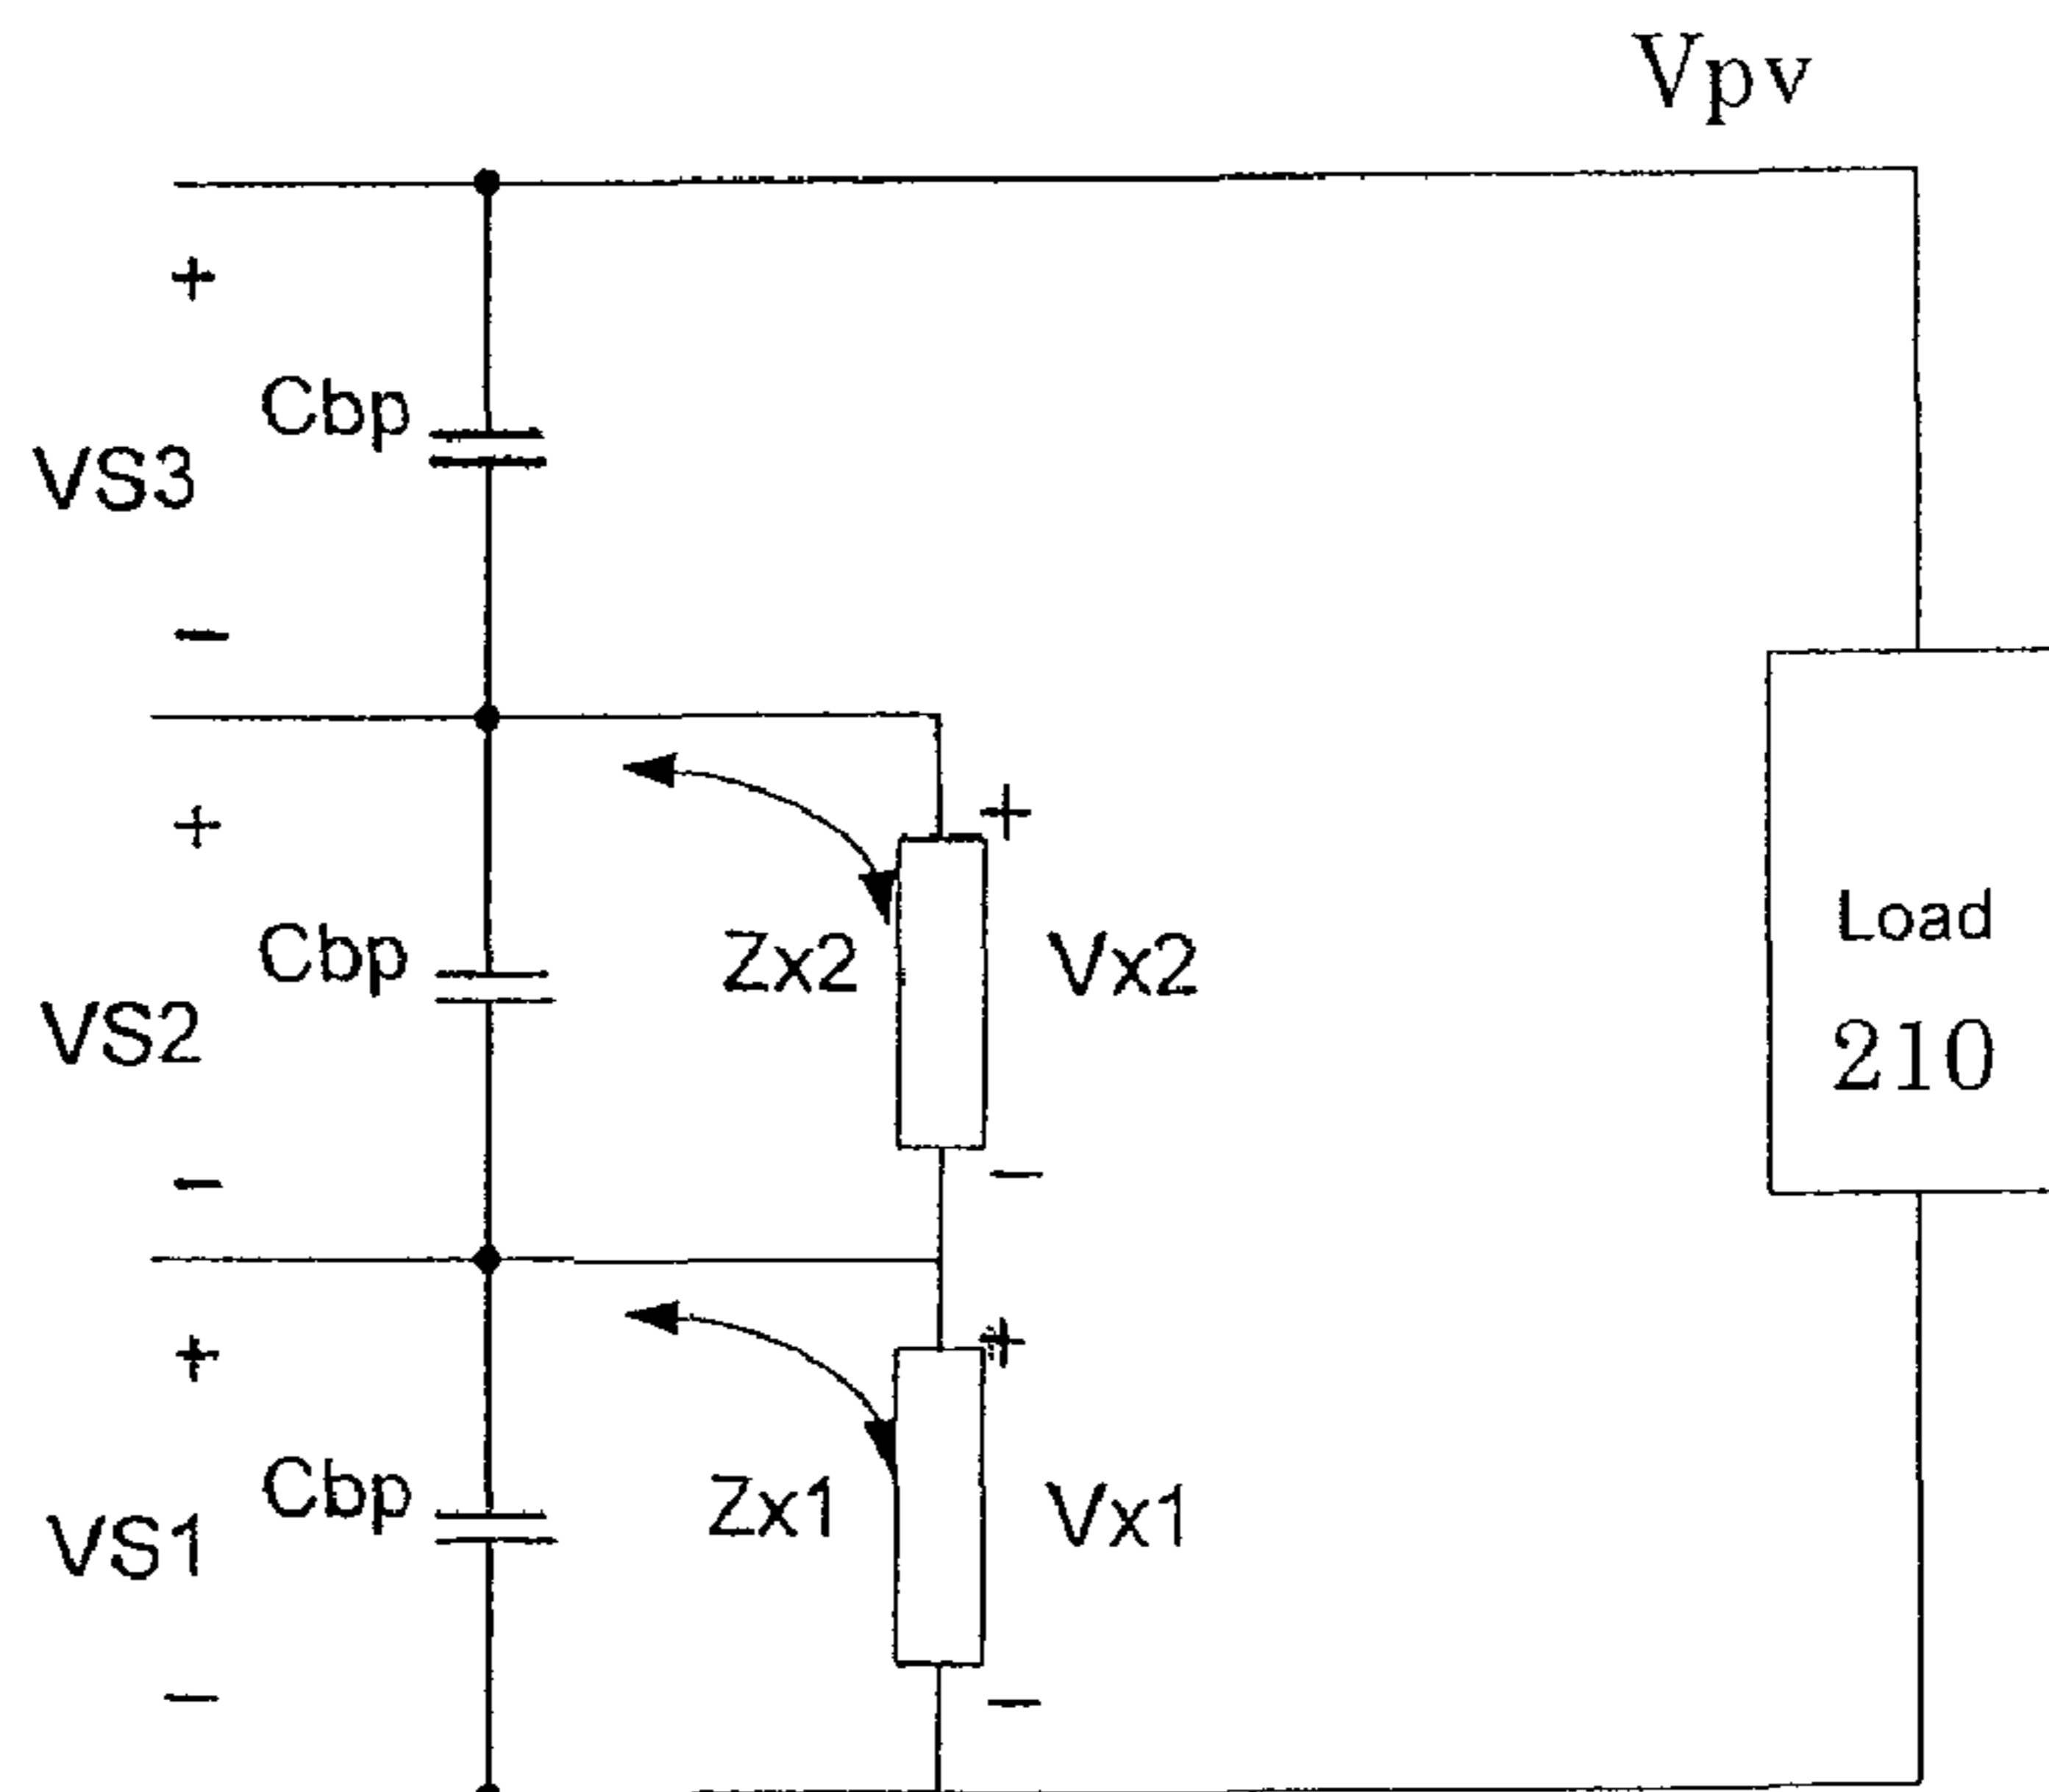 Vpv
+
Cbp
VS3
−
+
+
Cbp
Zx2
Vx2
Load
VS2
210
−
−
+
+
Cbp
Zx1
Vx1
VS1
−
−